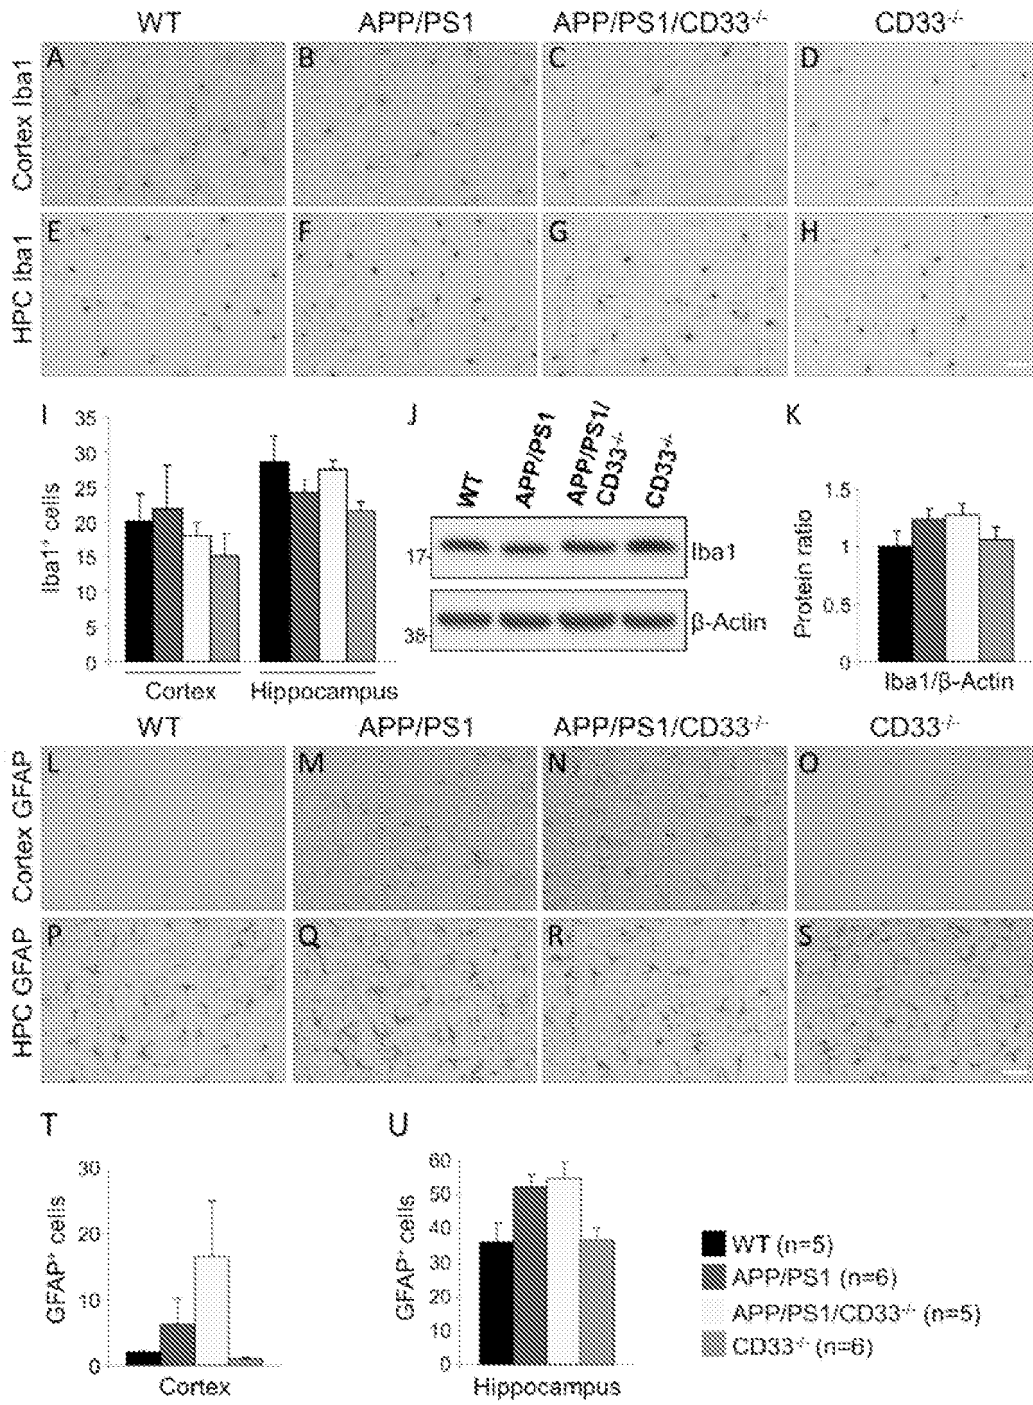 WT APP/PS1 APP/PS1/CD33-/- CD33-/-
Cortex Iba1
A B C D
HPC Iba1
E F G H
I
Iba1+ cells
35
30
25
20
15
10
5
0
Cortex Hippocampus
J
WT APP/PS1 APP/PS1/
CD33-/- CD33-/-
17- Iba1
38- β-Actin
K
Protein ratio
1.5
1
0.5
0
Iba1/β-Actin
WT APP/PS1 APP/PS1/CD33-/- CD33-/-
Cortex GFAP
L M N O
HPC GFAP
P Q R S
T
GFAP+ cells
30
20
10
0
Cortex
U
GFAP+ cells
60
50
40
30
20
10
0
Hippocampus
WT (n=5)
APP/PS1 (n=6)
APP/PS1/CD33-/- (n=5)
CD33-/- (n=6)